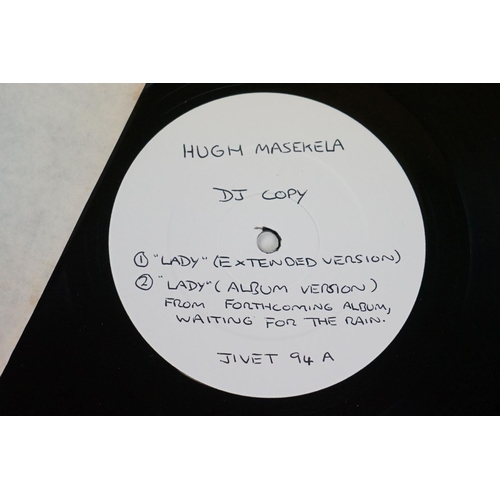 HUGH MASEKELA
DJ COPY
① "LADY" (EXTENDED VERSION)
② "LADY" (ALBUM VERSION)
FROM FORTHCOMING ALBUM,
WAITING FOR THE RAIN.
JIVET 94 A